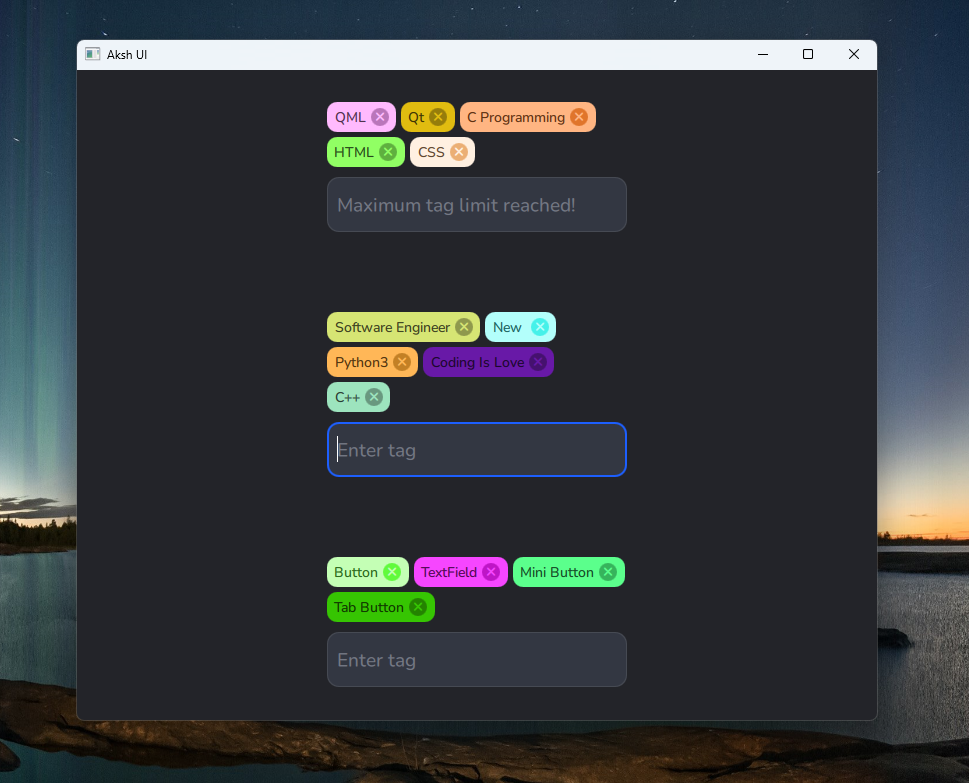 Aksh UI
QML Qt C Programming
HTML CSS
Maximum tag limit reached!
Software Engineer New
Python3 Coding Is Love
C++
Enter tag
Button TextField Mini Button
Tab Button
Enter tag